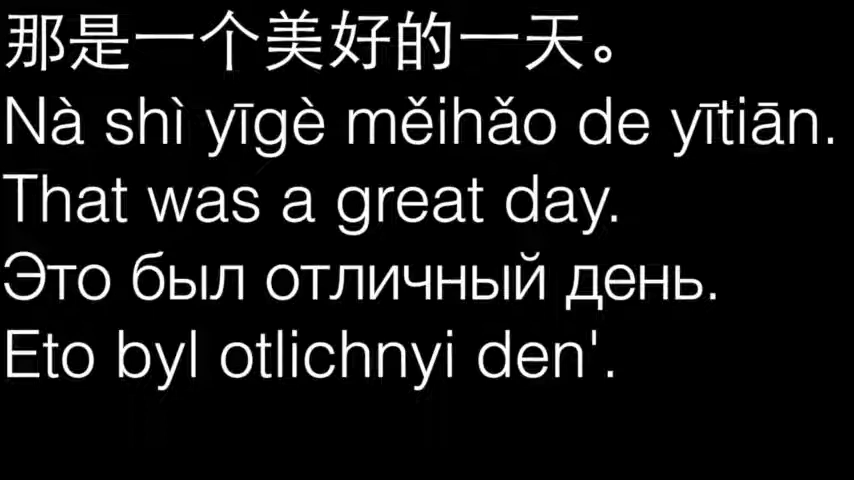 那是一个美好的一天。
Nà shì yīgè měihǎo de yītiān.
That was a great day.
Это был отличный день.
Eto byl otlichnyi den'.